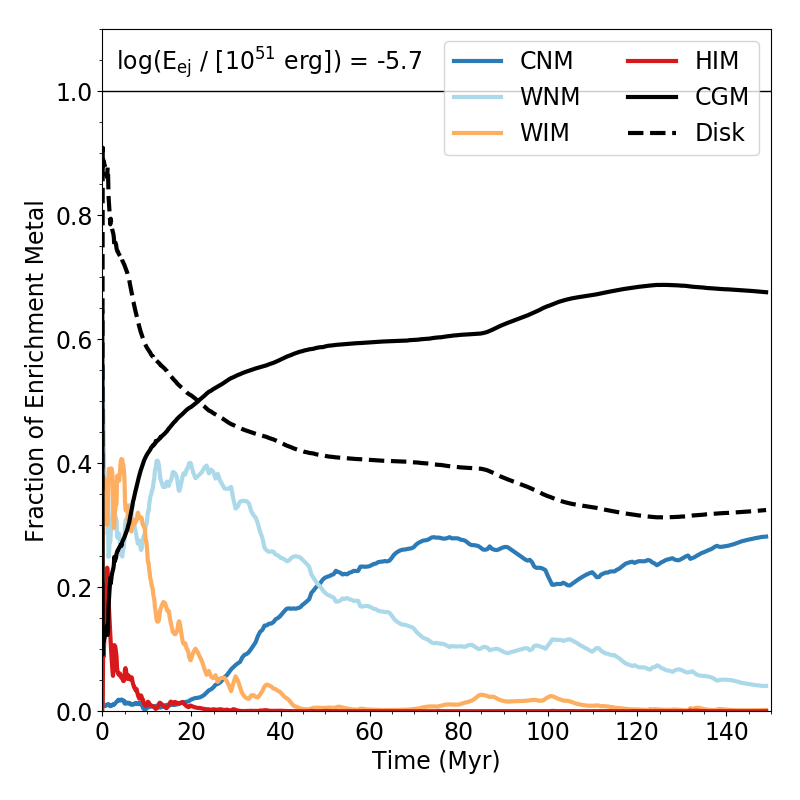 log(E_ej / [10^51 erg]) = -5.7
CNM
WNM
WIM
HIM
CGM
Disk
Fraction of Enrichment Metal
1.0
0.8
0.6
0.4
0.2
0.0
0 20 40 60 80 100 120 140
Time (Myr)